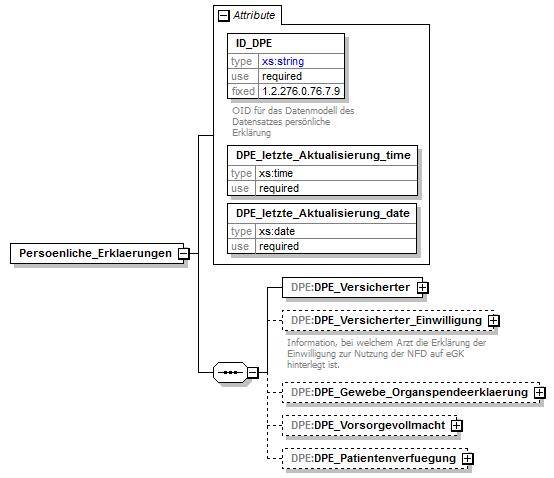 Attribute
ID_DPE
type xs:string
use required
fixed 1.2.276.0.76.7.9
OID für das Datenmodell des
Datensatzes persönliche
Erklärung
DPE_letzte_Aktualisierung_time
type xs:time
use required
DPE_letzte_Aktualisierung_date
type xs:date
use required
Persoenliche_Erklaerungen
DPE:DPE_Versicherter
DPE:DPE_Versicherter_Einwilligung
Information, bei welchem Arzt die Erklärung der
Einwilligung zur Nutzung der NFD auf eGK
hinterlegt ist.
DPE:DPE_Gewebe_Organspendeerklaerung
DPE:DPE_Vorsorgevollmacht
DPE:DPE_Patientenverfuegung